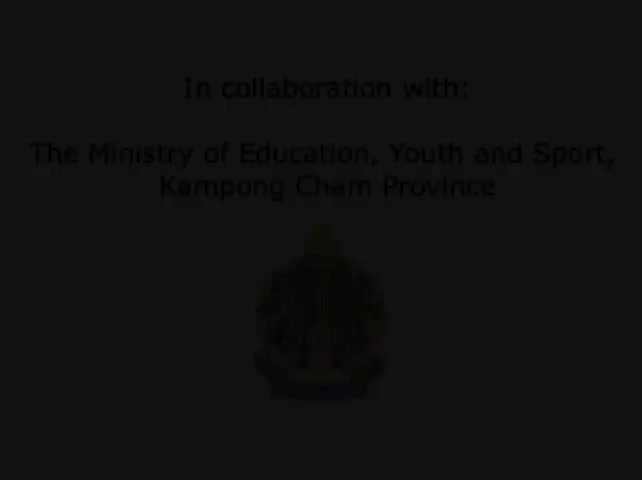 In collaboration with:
The Ministry of Education, Youth and Sport,
Kampong Cham Province